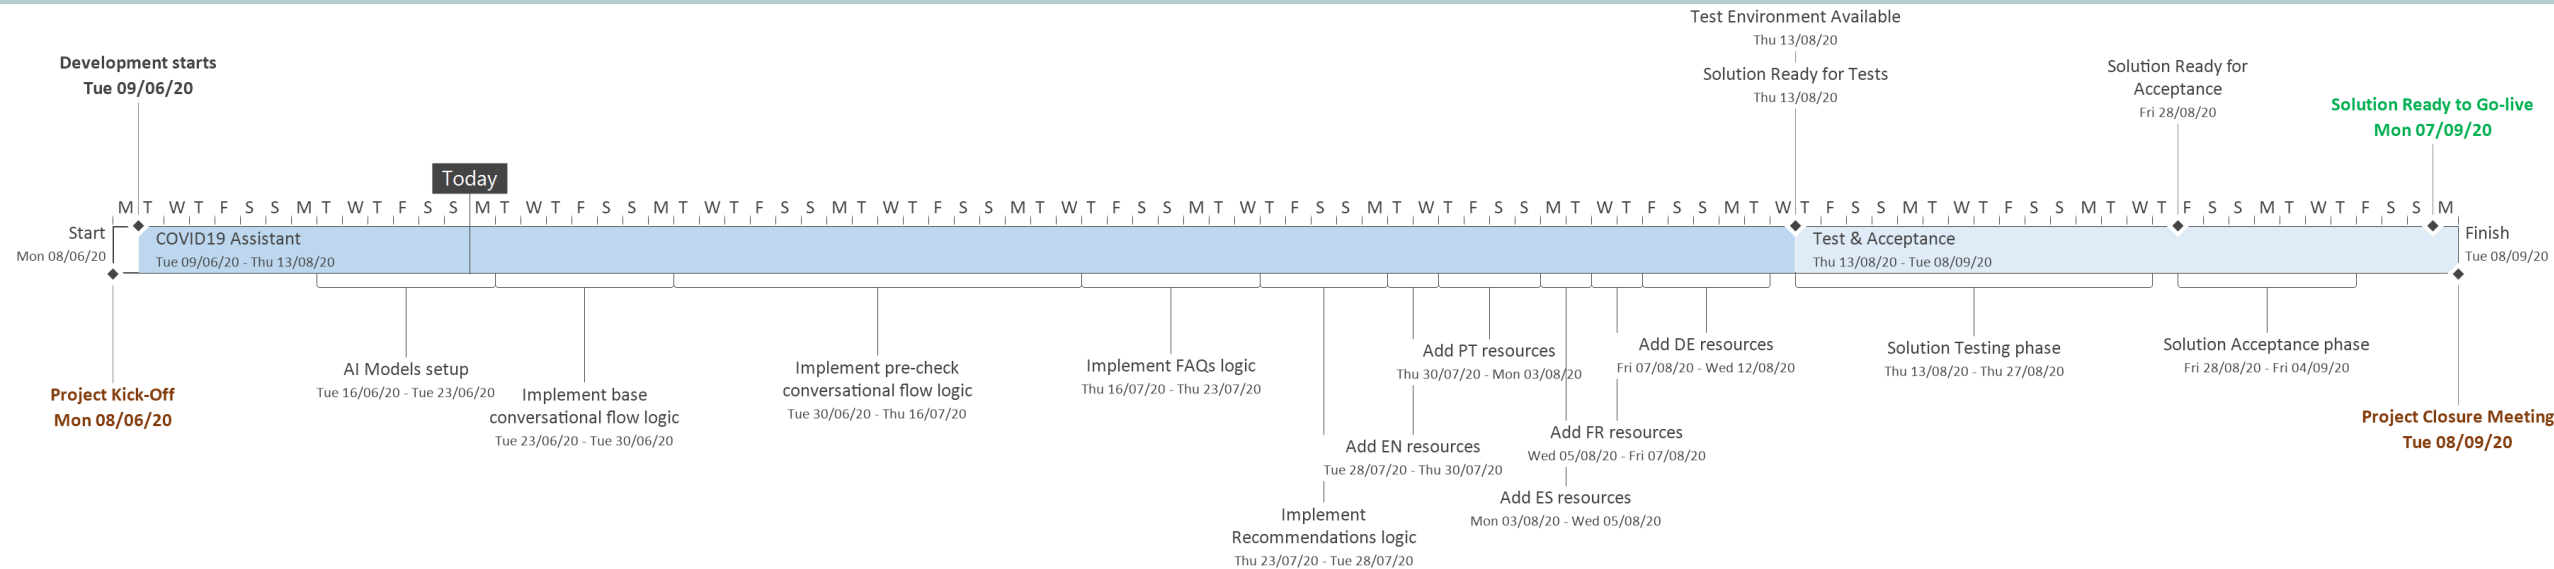 Test Environment Available
Thu 13/08/20
Development starts
Tue 09/06/20
Solution Ready for Tests
Thu 13/08/20
Solution Ready for
Acceptance
Fri 28/08/20
Solution Ready to Go-live
Mon 07/09/20
Today
M T W T F S S M T W T F S S M T W T F S S M T W T F S S M T W T F S S M T W T F S S M T W T F S S M T W T F S S M T W T F S S M T W T F S S M T W T F S S M T W T F S S M T W T F S S M
Start
Mon 08/06/20
COVID19 Assistant
Tue 09/06/20 - Thu 13/08/20
Test & Acceptance
Thu 13/08/20 - Tue 08/09/20
Finish
Tue 08/09/20
Project Kick-Off
Mon 08/06/20
AI Models setup
Tue 16/06/20 - Tue 23/06/20
Implement base
conversational flow logic
Tue 23/06/20 - Tue 30/06/20
Implement pre-check
conversational flow logic
Tue 30/06/20 - Thu 16/07/20
Implement FAQs logic
Thu 16/07/20 - Thu 23/07/20
Implement
Recommendations logic
Thu 23/07/20 - Tue 28/07/20
Add EN resources
Tue 28/07/20 - Thu 30/07/20
Add PT resources
Thu 30/07/20 - Mon 03/08/20
Add ES resources
Mon 03/08/20 - Wed 05/08/20
Add FR resources
Wed 05/08/20 - Fri 07/08/20
Add DE resources
Fri 07/08/20 - Wed 12/08/20
Solution Testing phase
Thu 13/08/20 - Thu 27/08/20
Solution Acceptance phase
Fri 28/08/20 - Fri 04/09/20
Project Closure Meeting
Tue 08/09/20